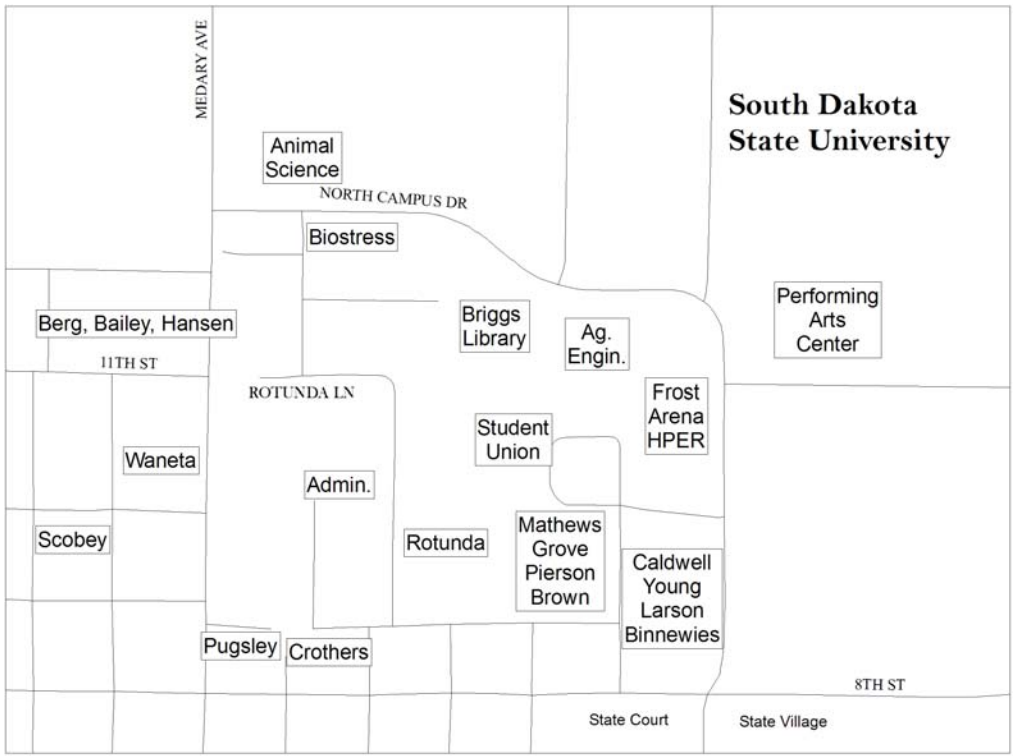 MEDARY AVE
South Dakota
State University
Animal
Science
NORTH CAMPUS DR
Biostress
Performing
Arts
Center
Briggs
Library
Berg, Bailey, Hansen
Ag.
Engin.
11TH ST
ROTUNDA LN
Frost
Arena
HPER
Student
Union
Waneta
Admin.
Scobey
Rotunda
Mathews
Grove
Pierson
Brown
Caldwell
Young
Larson
Binnewies
Pugsley
Crothers
8TH ST
State Court
State Village